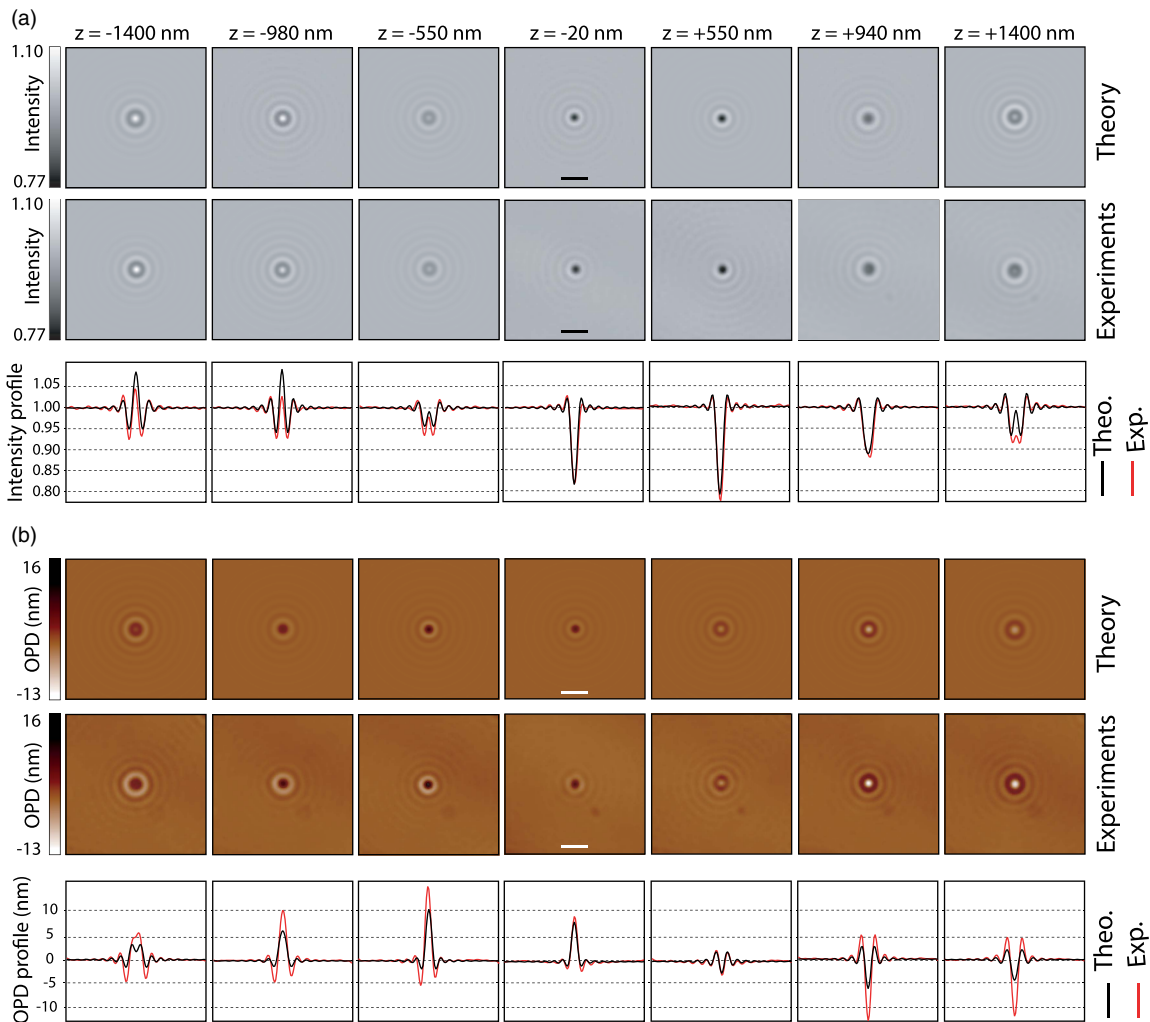 (a)
z = -1400 nm z = -980 nm z = -550 nm z = -20 nm z = +550 nm z = +940 nm z = +1400 nm
1.10
Intensity
0.77
Theory
1.10
Intensity
0.77
Experiments
Intensity profile
1.05
1.00
0.95
0.90
0.85
0.80
Theo.
Exp.
(b)
16
OPD (nm)
-13
Theory
16
OPD (nm)
-13
Experiments
OPD profile (nm)
10
5
0
-5
-10
Theo.
Exp.